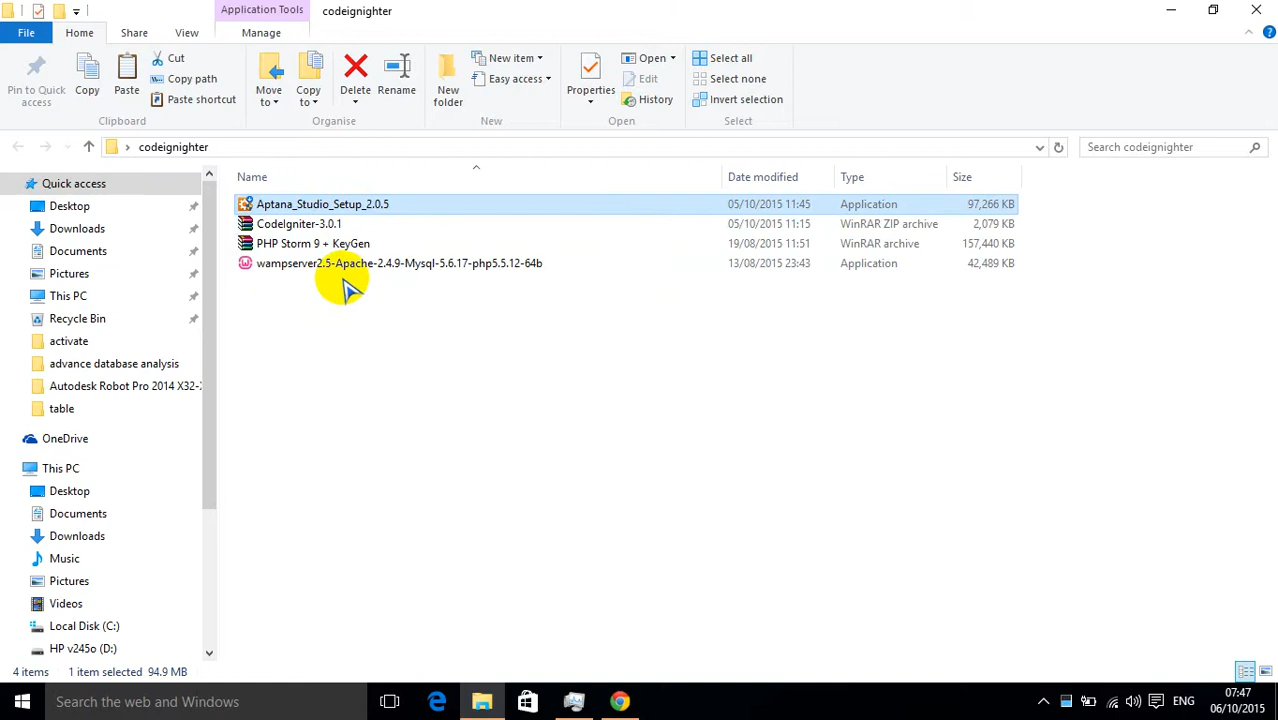 Application Tools
codeignighter
File
Home
Share
View
Manage
Pin to Quick access
Copy
Paste
Cut
Copy path
Paste shortcut
Clipboard
Move to
Copy to
Delete
Rename
Organise
New folder
New item
Easy access
New
Properties
Open
Edit
History
Open
Select all
Select none
Invert selection
Select
codeignighter
Search codeignighter
Name
Date modified
Type
Size
Aptana_Studio_Setup_2.0.5 05/10/2015 11:45 Application 97,266 KB
CodeIgniter-3.0.1 05/10/2015 11:15 WinRAR ZIP archive 2,079 KB
PHP Storm 9 + KeyGen 19/08/2015 11:51 WinRAR archive 157,440 KB
wampserver2.5-Apache-2.4.9-Mysql-5.6.17-php5.5.12-64b 13/08/2015 23:43 Application 42,489 KB
Quick access
Desktop
Downloads
Documents
Pictures
This PC
Recycle Bin
activate
advance database analysis
Autodesk Robot Pro 2014 X32-
table
OneDrive
This PC
Desktop
Documents
Downloads
Music
Pictures
Videos
Local Disk (C:)
HP v245o (D:)
4 items 1 item selected 94.9 MB
Search the web and Windows
ENG
07:47
06/10/2015